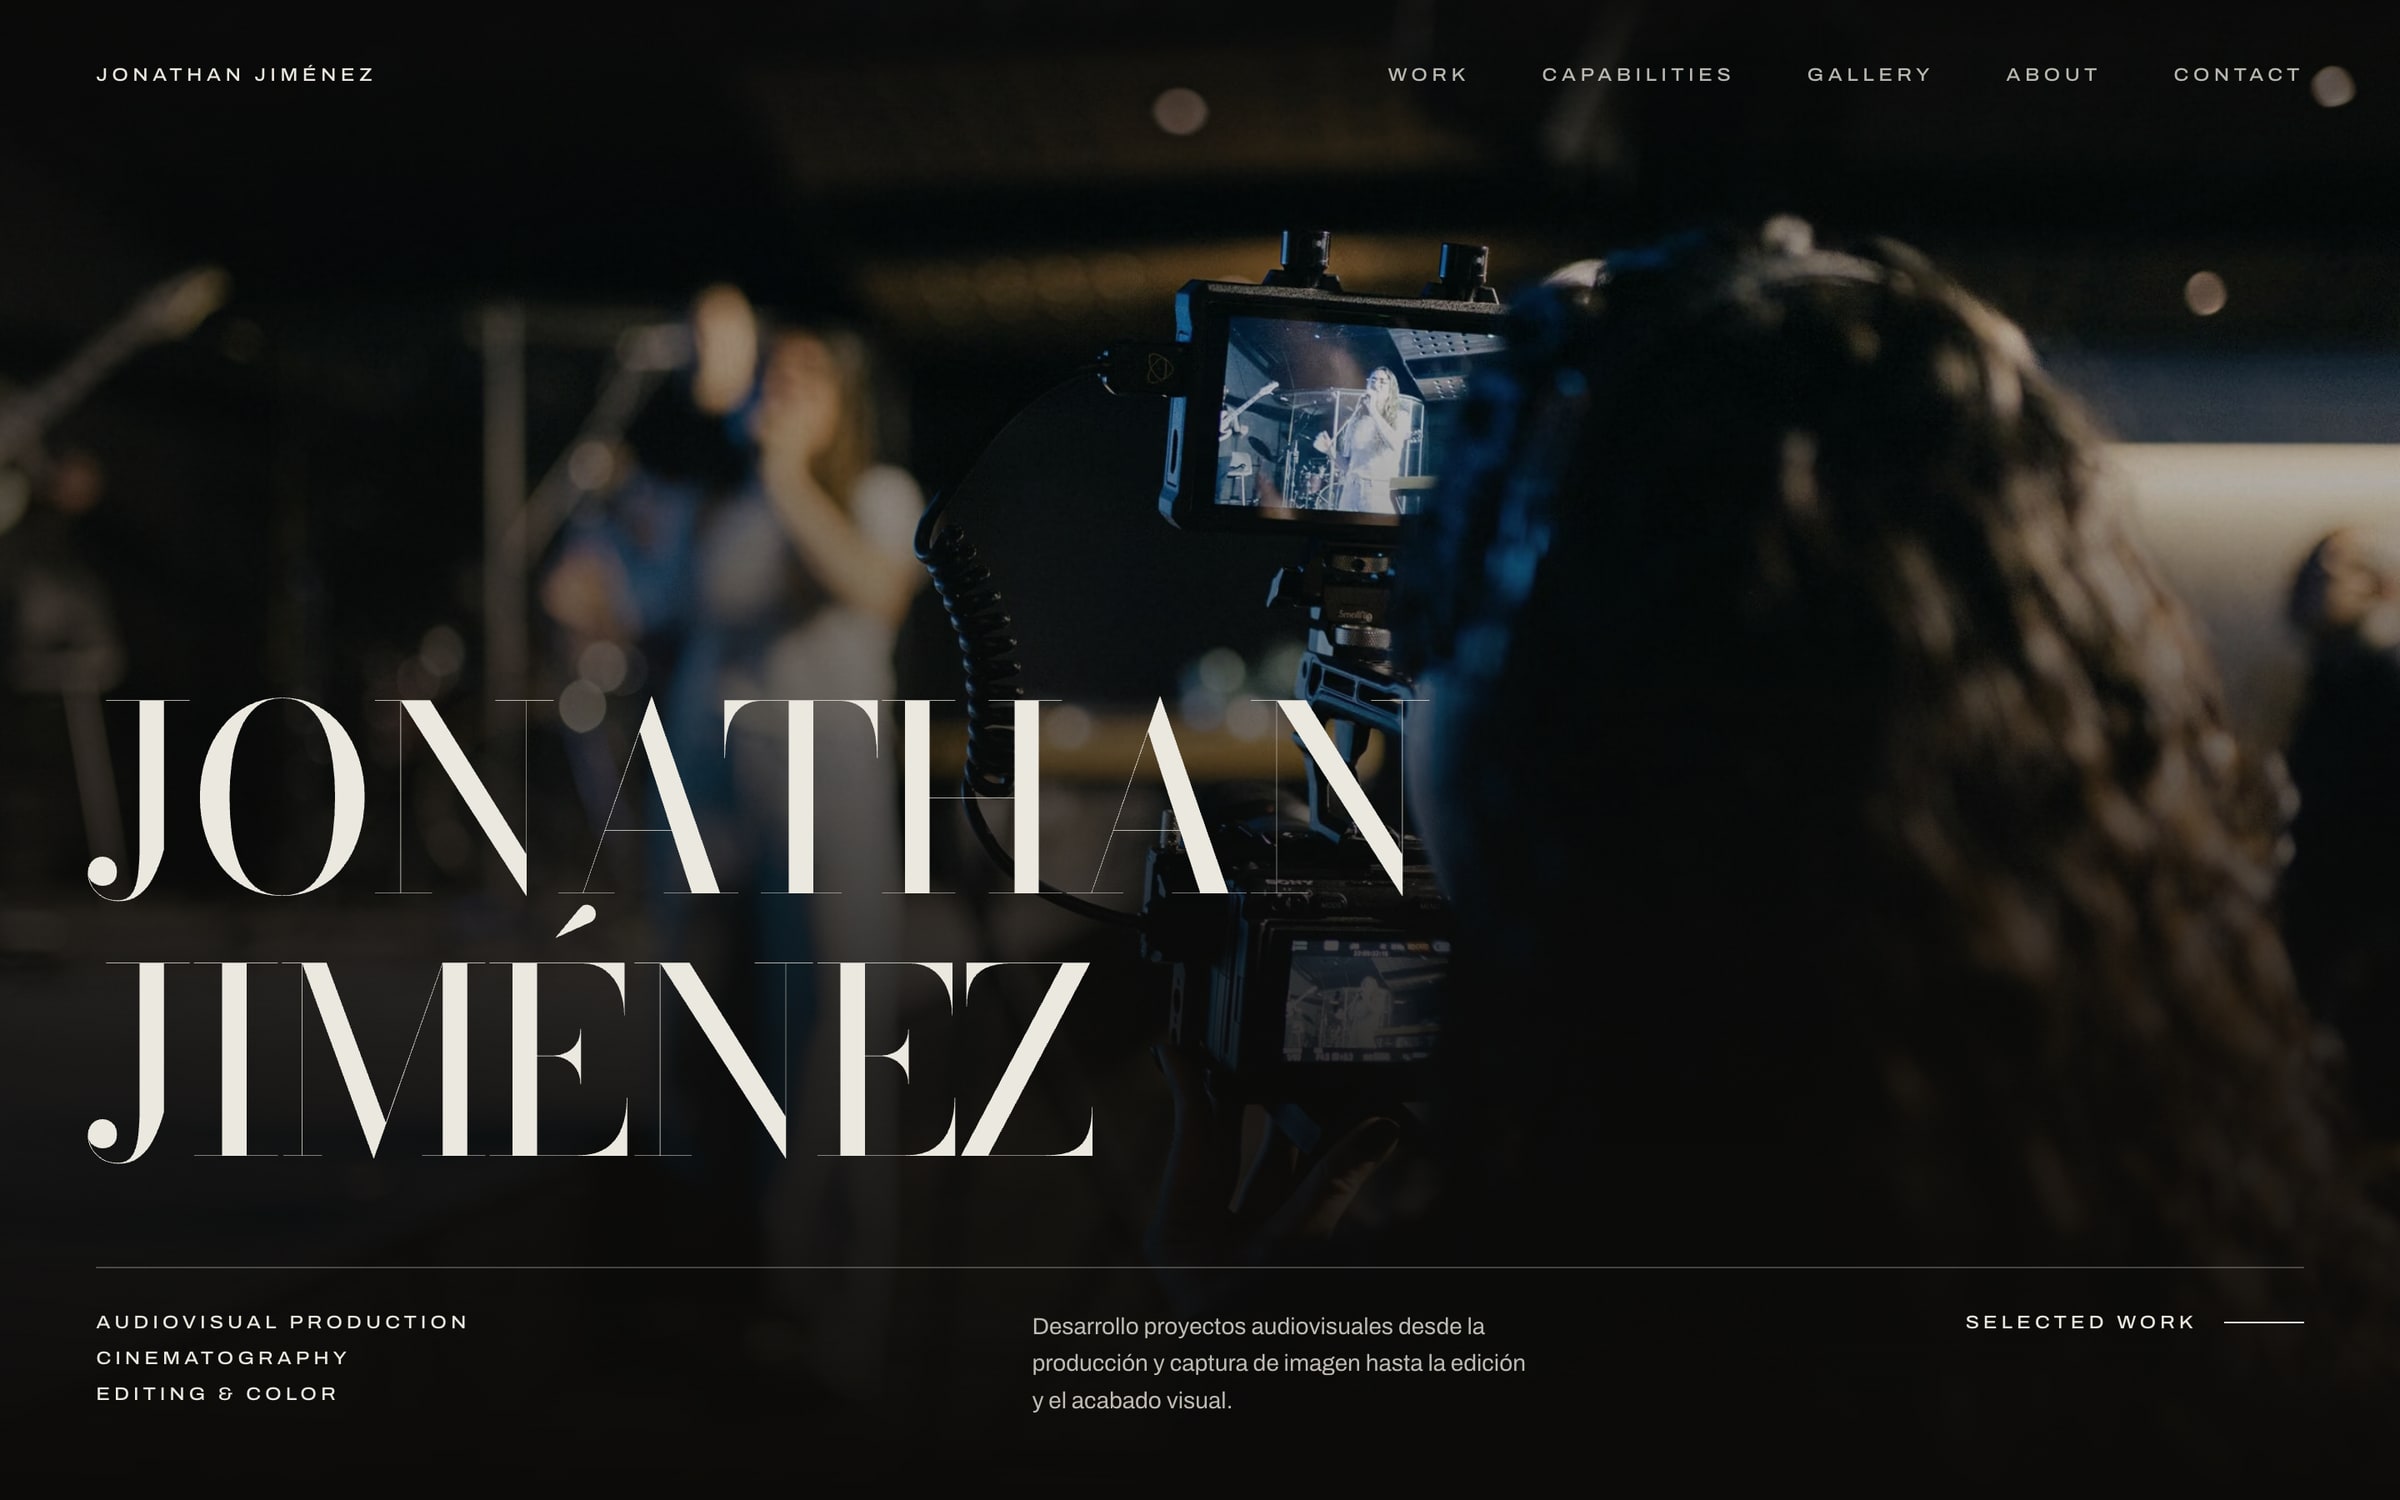 JONATHAN JIMÉNEZ
WORK CAPABILITIES GALLERY ABOUT CONTACT
JONATHAN
JIMÉNEZ
AUDIOVISUAL PRODUCTION
CINEMATOGRAPHY
EDITING & COLOR
Desarrollo proyectos audiovisuales desde la
producción y captura de imagen hasta la edición
y el acabado visual.
SELECTED WORK